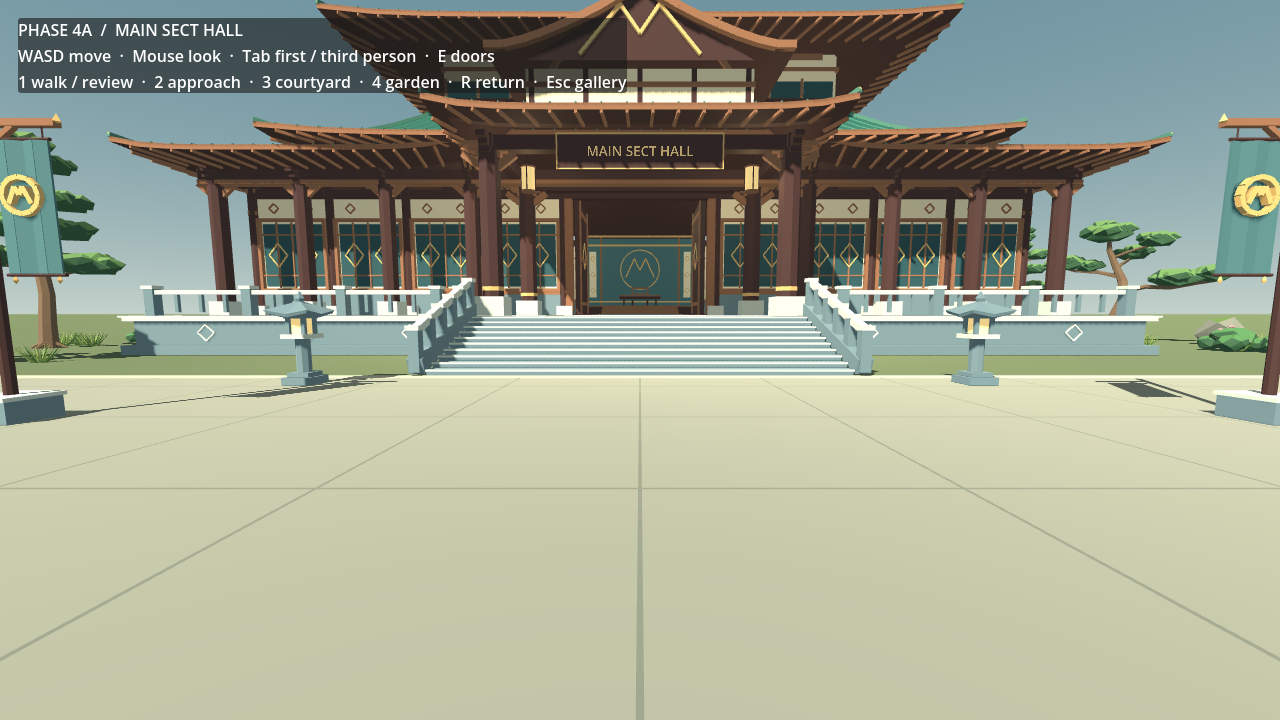 PHASE 4A / MAIN SECT HALL
WASD move · Mouse look · Tab first / third person · E doors
1 walk / review · 2 approach · 3 courtyard · 4 garden · R return · Esc gallery
MAIN SECT HALL